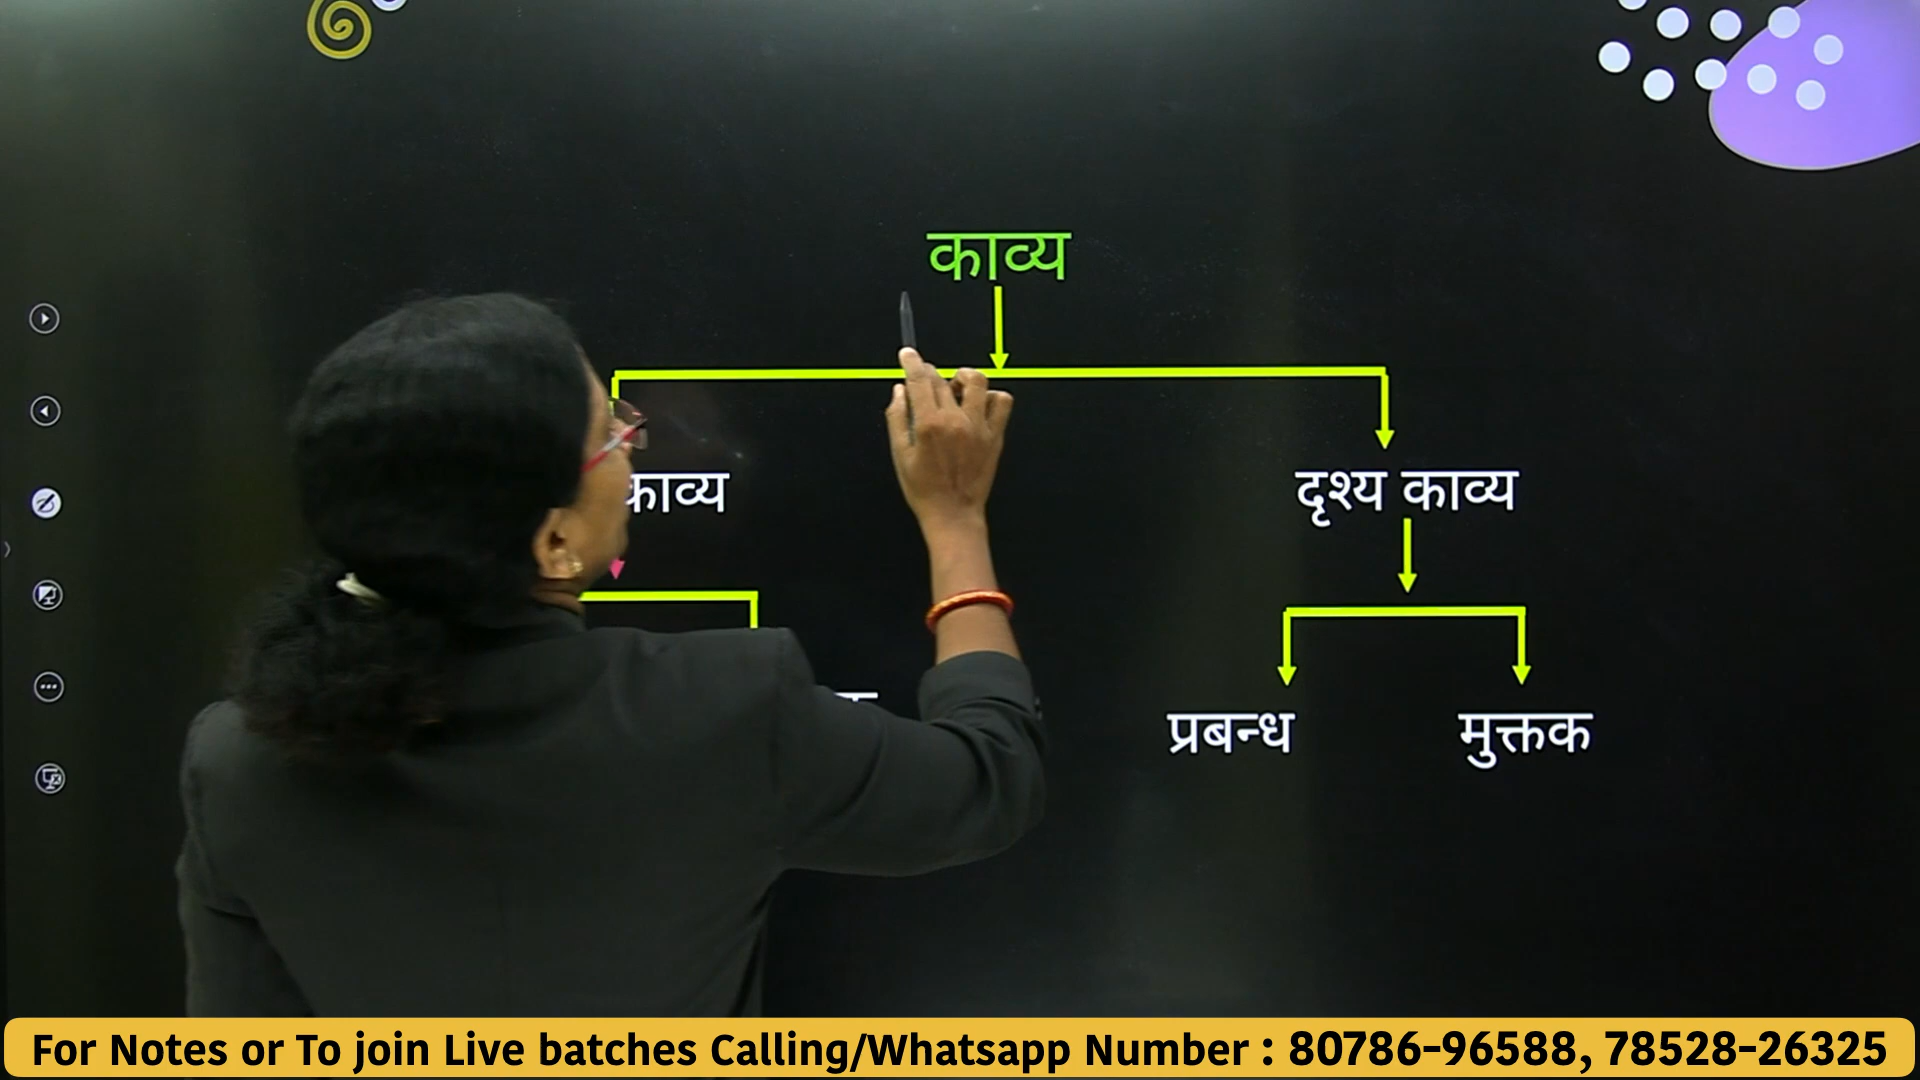 काव्य
काव्य
दृश्य काव्य
प्रबन्ध
मुक्तक
For Notes or To join Live batches Calling/Whatsapp Number : 80786-96588, 78528-26325